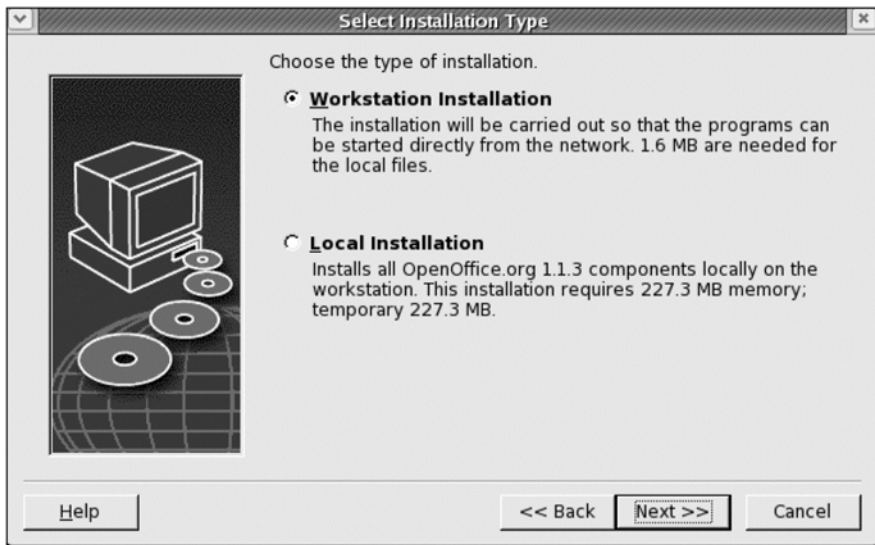 Select Installation Type
Choose the type of installation.
Workstation Installation
The installation will be carried out so that the programs can
be started directly from the network. 1.6 MB are needed for
the local files.
Local Installation
Installs all OpenOffice.org 1.1.3 components locally on the
workstation. This installation requires 227.3 MB memory;
temporary 227.3 MB.
Help
<< Back
Next >>
Cancel